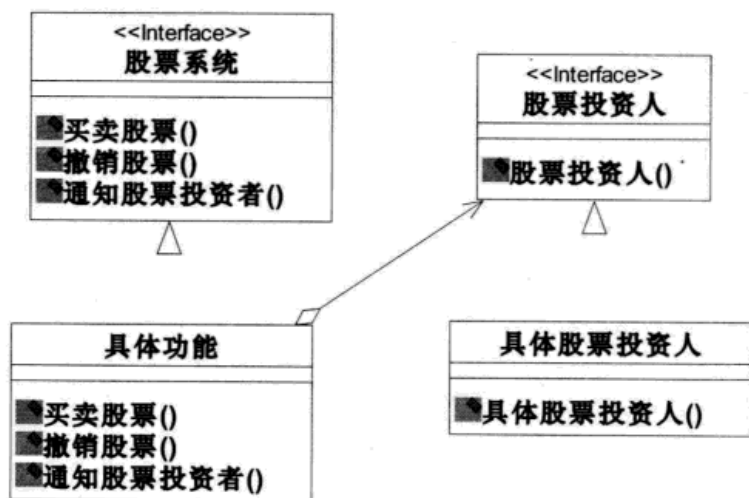 <<Interface>>
股票系统
买卖股票()
撤销股票()
通知股票投资者()
<<Interface>>
股票投资人
股票投资人()
具体功能
买卖股票()
撤销股票()
通知股票投资者()
具体股票投资人
具体股票投资人()